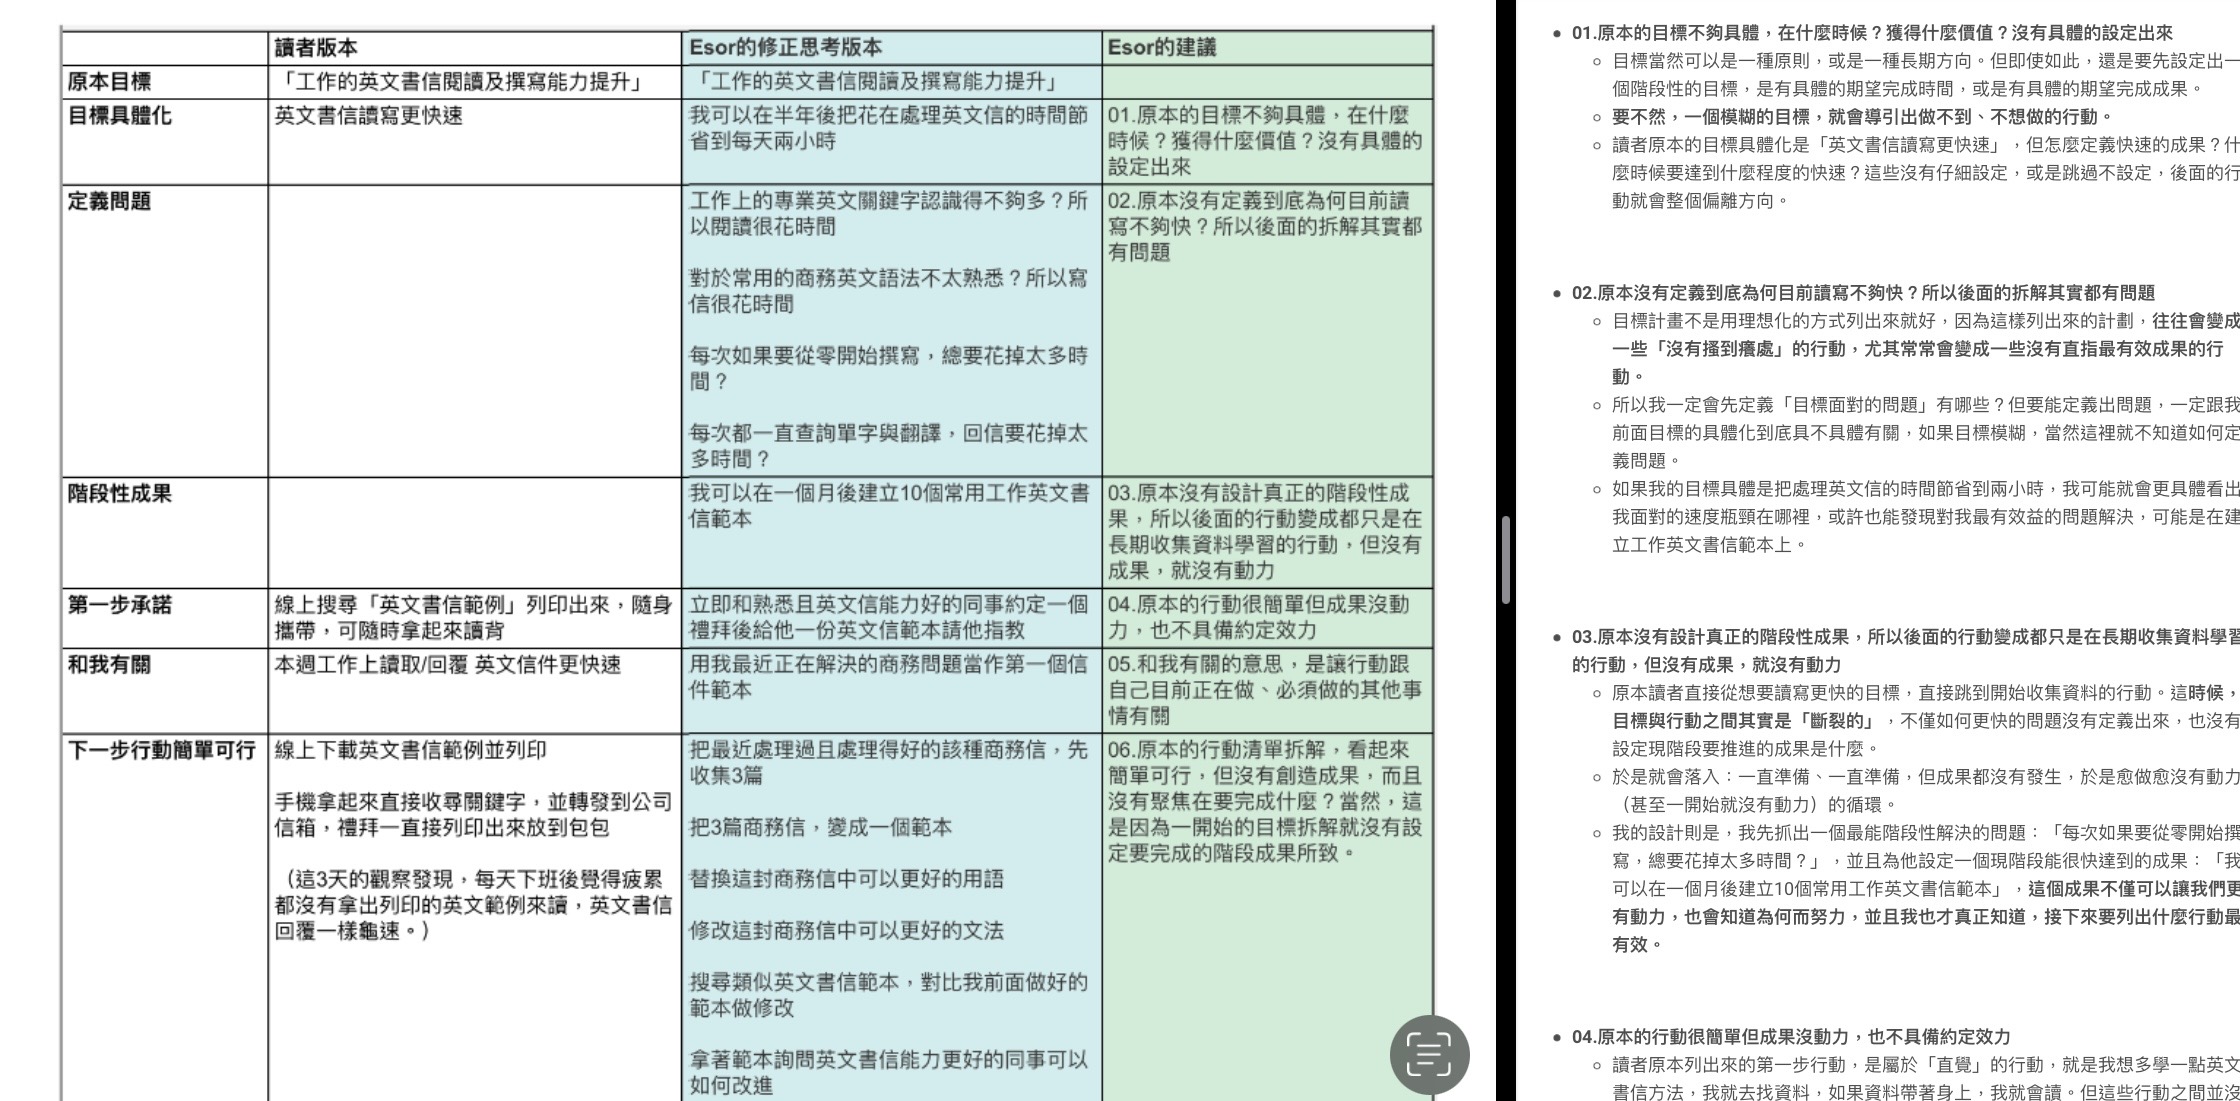 讀者版本
Esor的修正思考版本
Esor的建議
原本目標
「工作的英文書信閱讀及撰寫能力提升」
「工作的英文書信閱讀及撰寫能力提升」
目標具體化
英文書信讀寫更快速
我可以在半年後把花在處理英文信的時間節
省到每天兩小時
01.原本的目標不夠具體，在什麼
時候？獲得什麼價值？沒有具體的
設定出來
定義問題
工作上的專業英文關鍵字認識得不夠多？所
以閱讀很花時間
對於常用的商務英文語法不太熟悉？所以寫
信很花時間
每次如果要從零開始撰寫，總要花掉太多時
間？
每次都一直查詢單字與翻譯，回信要花掉太
多時間？
02.原本沒有定義到底為何目前讀
寫不夠快？所以後面的拆解其實都
有問題
階段性成果
我可以在一個月後建立10個常用工作英文書
信範本
03.原本沒有設計真正的階段性成
果，所以後面的行動變成都只是在
長期收集資料學習的行動，但沒有
成果，就沒有動力
第一步承諾
線上搜尋「英文書信範例」列印出來，隨身
攜帶，可隨時拿起來讀背
立即和熟悉且英文信能力好的同事約定一個
禮拜後給他一份英文信範本請他指教
04.原本的行動很簡單但成果沒動
力，也不具備約定效力
和我有關
本週工作上讀取/回覆 英文信件更快速
用我最近正在解決的商務問題當作第一個信
件範本
05.和我有關的意思，是讓行動跟
自己目前正在做、必須做的其他事
情有關
下一步行動簡單可行
線上下載英文書信範例並列印
手機拿起來直接收尋關鍵字，並轉發到公司
信箱，禮拜一直接列印出來放到包包
（這3天的觀察發現，每天下班後覺得疲累
都沒有拿出列印的英文範例來讀，英文書信
回覆一樣龜速。）
把最近處理過且處理得好的該種商務信，先
收集3篇
把3篇商務信，變成一個範本
替換這封商務信中可以更好的用語
修改這封商務信中可以更好的文法
搜尋類似英文書信範本，對比我前面做好的
範本做修改
拿著範本詢問英文書信能力更好的同事可以
如何改進
06.原本的行動清單拆解，看起來
簡單可行，但沒有創造成果，而且
沒有聚焦在要完成什麼？當然，這
是因為一開始的目標拆解就沒有設
定要完成的階段成果所致。
01.原本的目標不夠具體，在什麼時候？獲得什麼價值？沒有具體的設定出來
目標當然可以是一種原則，或是一種長期方向。但即使如此，還是要先設定出一
個階段性的目標，是有具體的期望完成時間，或是有具體的期望完成成果。
要不然，一個模糊的目標，就會導引出做不到、不想做的行動。
讀者原本的目標具體化是「英文書信讀寫更快速」，但怎麼定義快速的成果？什
麼時候要達到什麼程度的快速？這些沒有仔細設定，或是跳過不設定，後面的行
動就會整個偏離方向。
02.原本沒有定義到底為何目前讀寫不夠快？所以後面的拆解其實都有問題
目標計畫不是用理想化的方式列出來就好，因為這樣列出來的計劃，往往會變成
一些「沒有搔到癢處」的行動，尤其常常會變成一些沒有直指最有效成果的行
動。
所以我一定會先定義「目標面對的問題」有哪些？但要能定義出問題，一定跟我
前面目標的具體化到底具不具體有關，如果目標模糊，當然這裡就不知道如何定
義問題。
如果我的目標具體是把處理英文信的時間節省到兩小時，我可能就會更具體看出
我面對的速度瓶頸在哪裡，或許也能發現對我最有效益的問題解決，可能是在建
立工作英文書信範本上。
03.原本沒有設計真正的階段性成果，所以後面的行動變成都只是在長期收集資料學習
的行動，但沒有成果，就沒有動力
原本讀者直接從想要讀寫更快的目標，直接跳到開始收集資料的行動。這時候，
目標與行動之間其實是「斷裂的」，不僅如何更快的問題沒有定義出來，也沒有
設定現階段要推進的成果是什麼。
於是就會落入：一直準備、一直準備，但成果都沒有發生，於是愈做愈沒有動力
（甚至一開始就沒有動力）的循環。
我的設計則是，我先抓出一個最能階段性解決的問題：「每次如果要從零開始撰
寫，總要花掉太多時間？」，並且為他設定一個現階段能很快達到的成果：「我
可以在一個月後建立10個常用工作英文書信範本」，這個成果不僅可以讓我們更
有動力，也會知道為何而努力，並且我也才真正知道，接下來要列出什麼行動最
有效。
04.原本的行動很簡單但成果沒動力，也不具備約定效力
讀者原本列出來的第一步行動，是屬於「直覺」的行動，就是我想多學一點英文
書信方法，我就去找資料，如果資料帶著身上，我就會讀。但這些行動之間並沒